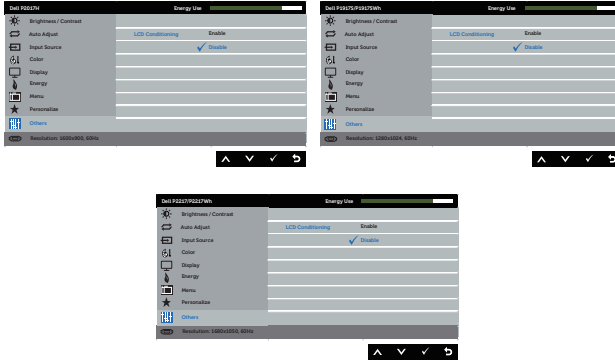 Dell P2017H Energy Use
Brightness / Contrast
Auto Adjust LCD Conditioning Enable
Input Source Disable
Color
Display
Energy
Menu
Personalize
Others
Resolution: 1600x900, 60Hz
Dell P1917S/P1917SWh Energy Use
Brightness / Contrast
Auto Adjust LCD Conditioning Enable
Input Source Disable
Color
Display
Energy
Menu
Personalize
Others
Resolution: 1280x1024, 60Hz
Dell P2217/P2217Wh Energy Use
Brightness / Contrast
Auto Adjust LCD Conditioning Enable
Input Source Disable
Color
Display
Energy
Menu
Personalize
Others
Resolution: 1680x1050, 60Hz